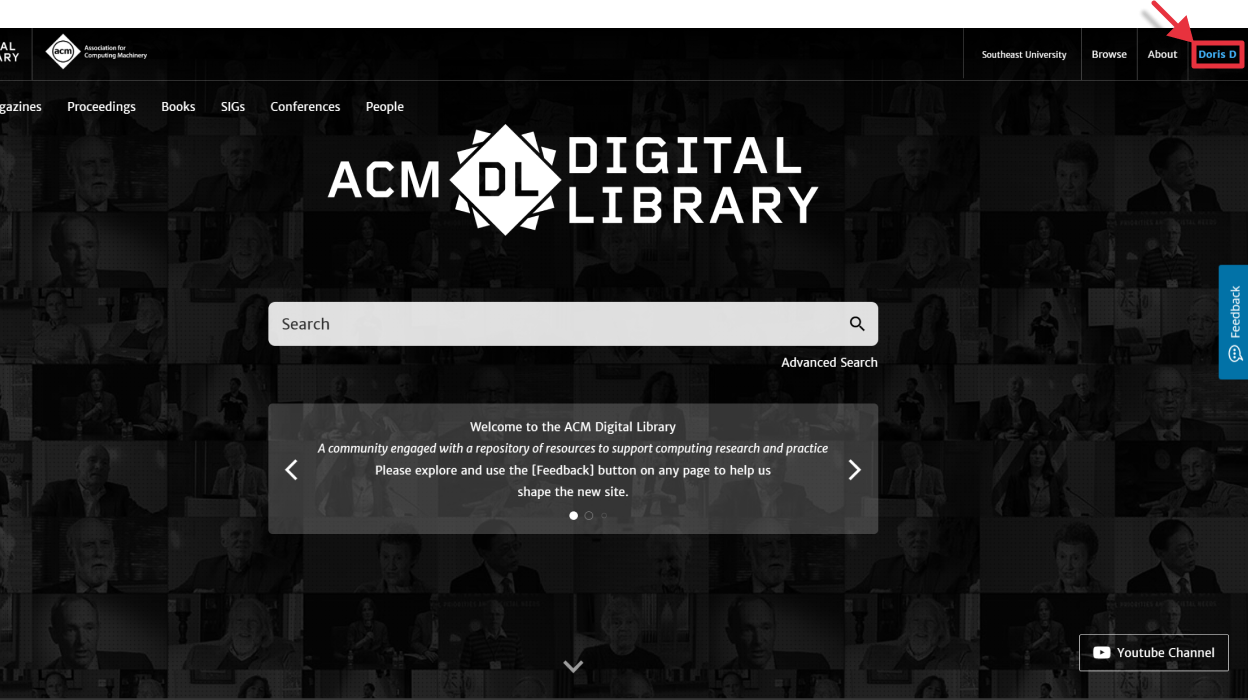 AL
ARY
acm
Association for
Computing Machinery
Southeast University
Browse
About
Doris D
gazines
Proceedings
Books
SIGs
Conferences
People
ACM
DL
DIGITAL
LIBRARY
Search
Advanced Search
Welcome to the ACM Digital Library
A community engaged with a repository of resources to support computing research and practice
Please explore and use the [Feedback] button on any page to help us
shape the new site.
Feedback
Youtube Channel